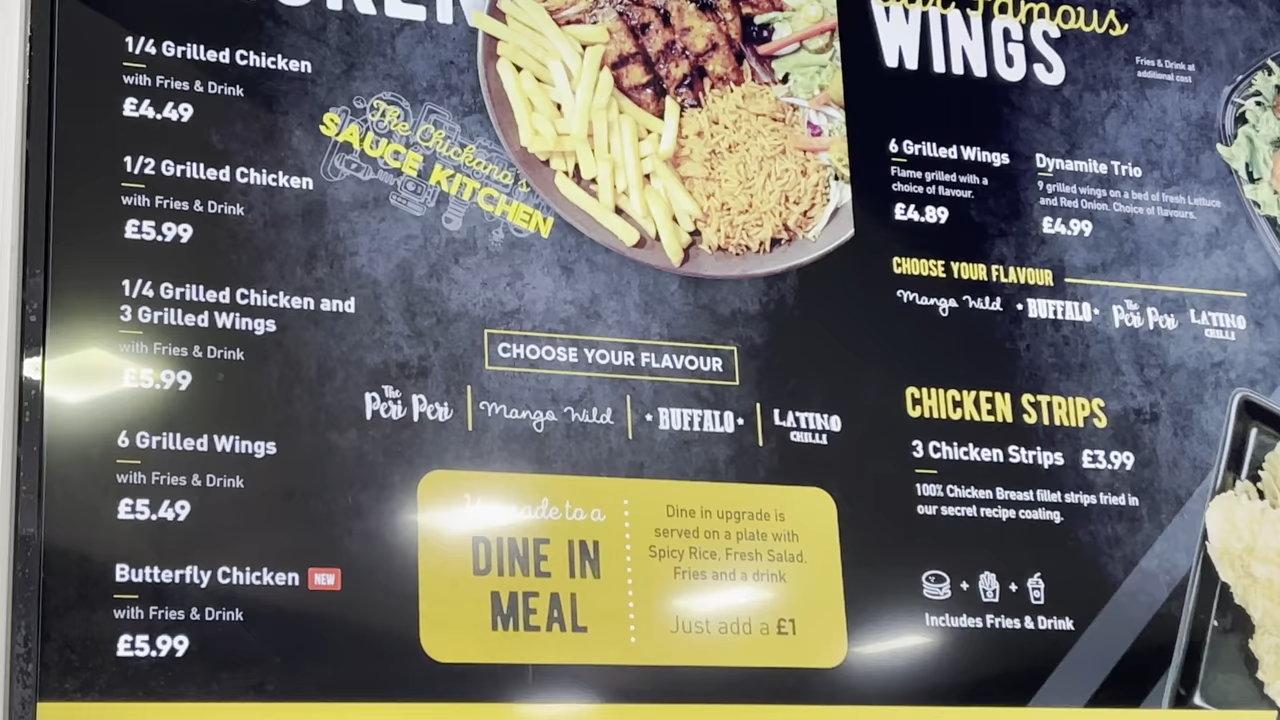 1/4 Grilled Chicken
with Fries & Drink
£4.49
1/2 Grilled Chicken
with Fries & Drink
£5.99
1/4 Grilled Chicken and
3 Grilled Wings
with Fries & Drink
£5.99
6 Grilled Wings
with Fries & Drink
£5.49
Butterfly Chicken NEW
with Fries & Drink
£5.99
The Chickano's
SAUCE KITCHEN
CHOOSE YOUR FLAVOUR
The Peri Peri
Mango Wild
BUFFALO
LATINO
CHILLI
Upgrade to a
DINE IN
MEAL
Dine in upgrade is
served on a plate with
Spicy Rice, Fresh Salad,
Fries and a drink
Just add a £1
Famous
WINGS
Fries & Drink at
additional cost
6 Grilled Wings
Flame grilled with a
choice of flavour.
£4.89
Dynamite Trio
9 grilled wings on a bed of fresh Lettuce
and Red Onion. Choice of flavours.
£4.99
CHOOSE YOUR FLAVOUR
Mango Wild
BUFFALO
The Peri Peri
LATINO
CHILLI
CHICKEN STRIPS
3 Chicken Strips £3.99
100% Chicken Breast fillet strips fried in
our secret recipe coating.
+ +
Includes Fries & Drink